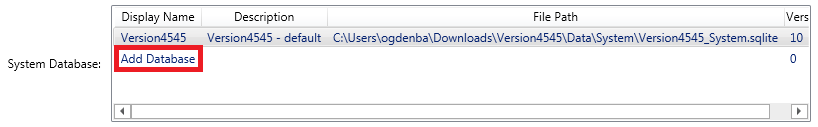 Display Name Description File Path Vers
Version4545 Version4545 - default C:\Users\ogdenba\Downloads\Version4545\Data\System\Version4545_System.sqlite 10
Add Database 0
System Database: